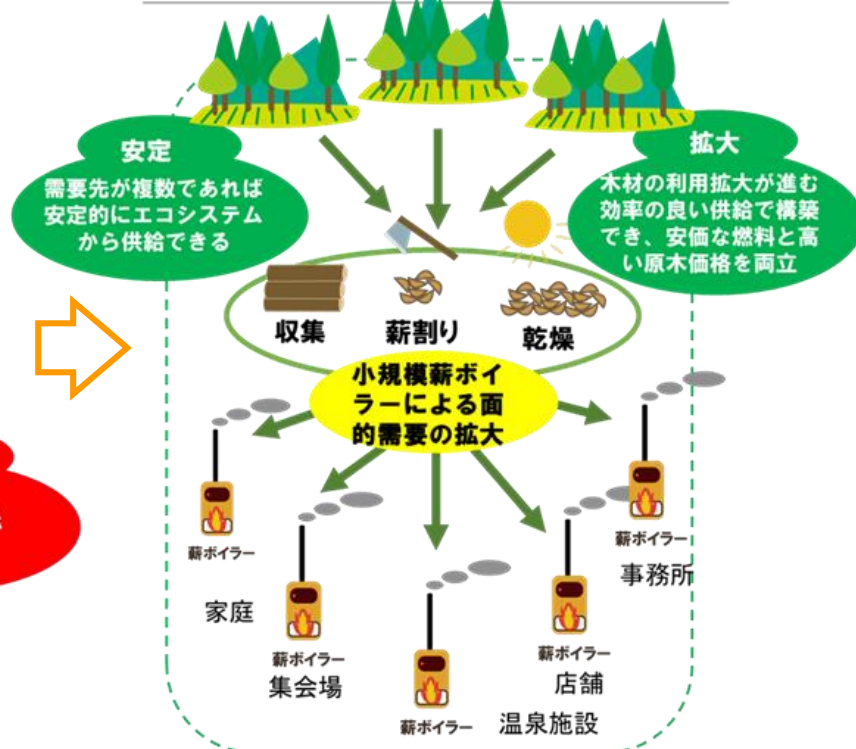 安定
需要先が複数であれば
安定的にエコシステム
から供給できる
拡大
木材の利用拡大が進む
効率の良い供給で構築
でき、安価な燃料と高
い原木価格を両立
収集
薪割り
乾燥
小規模薪ボイ
ラーによる面
的需要の拡大
薪ボイラー
家庭
薪ボイラー
集会場
薪ボイラー
温泉施設
薪ボイラー
店舗
薪ボイラー
事務所